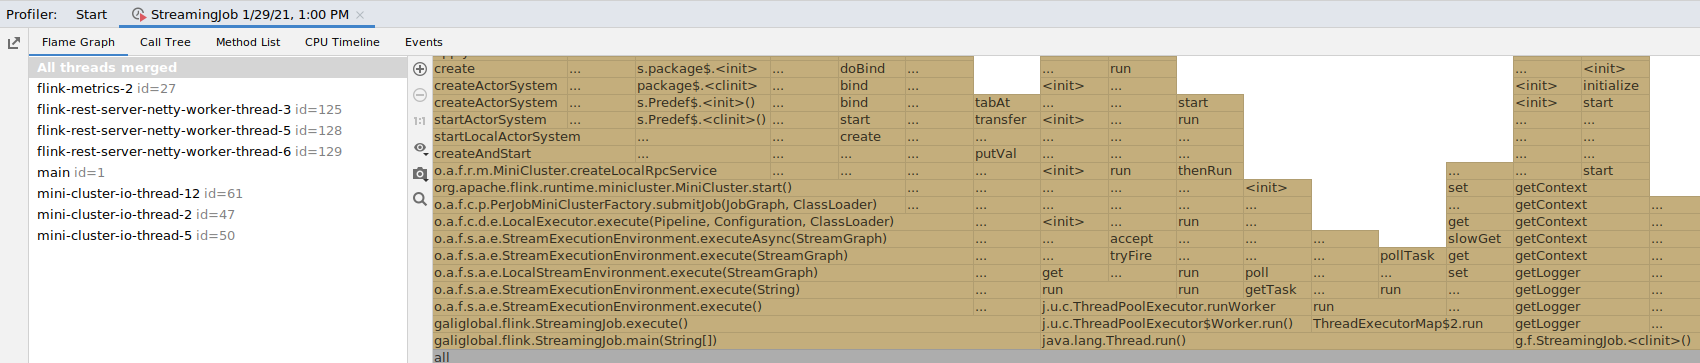 Profiler: Start StreamingJob 1/29/21, 1:00 PM
Flame Graph Call Tree Method List CPU Timeline Events
All threads merged
flink-metrics-2 id=27
flink-rest-server-netty-worker-thread-3 id=125
flink-rest-server-netty-worker-thread-5 id=128
flink-rest-server-netty-worker-thread-6 id=129
main id=1
mini-cluster-io-thread-12 id=61
mini-cluster-io-thread-2 id=47
mini-cluster-io-thread-5 id=50
1:1
create ... s.package$.<init> ... doBind ... ... run ... <init>
createActorSystem ... package$.<clinit> ... bind ... <init> ... <init> initialize
createActorSystem ... s.Predef$.<init>() ... bind ... tabAt ... ... start <init> start
startActorSystem ... s.Predef$.<clinit>() ... start ... transfer <init> ... run ... ...
startLocalActorSystem ... ... create ... ... ... ... ... ... ...
createAndStart ... ... ... ... putVal ... ... ... ... ...
o.a.f.r.m.MiniCluster.createLocalRpcService ... ... ... ... <init> run thenRun ... ... start
org.apache.flink.runtime.minicluster.MiniCluster.start() ... ... ... ... ... <init> set getContext
o.a.f.c.p.PerJobMiniClusterFactory.submitJob(JobGraph, ClassLoader) ... ... ... ... ... ... ... getContext ...
o.a.f.c.d.e.LocalExecutor.execute(Pipeline, Configuration, ClassLoader) ... <init> ... run ... get getContext ...
o.a.f.s.a.e.StreamExecutionEnvironment.executeAsync(StreamGraph) ... ... accept ... ... ... slowGet getContext ...
o.a.f.s.a.e.StreamExecutionEnvironment.execute(StreamGraph) ... ... tryFire ... ... ... pollTask get getContext ...
o.a.f.s.a.e.LocalStreamEnvironment.execute(StreamGraph) ... get ... run poll ... ... set getLogger ...
o.a.f.s.a.e.StreamExecutionEnvironment.execute(String) ... run run getTask ... run ... getLogger ...
o.a.f.s.a.e.StreamExecutionEnvironment.execute() ... j.u.c.ThreadPoolExecutor.runWorker run getLogger ...
galiglobal.flink.StreamingJob.execute() j.u.c.ThreadPoolExecutor$Worker.run() ThreadExecutorMap$2.run getLogger ...
galiglobal.flink.StreamingJob.main(String[]) java.lang.Thread.run() g.f.StreamingJob.<clinit>()
all